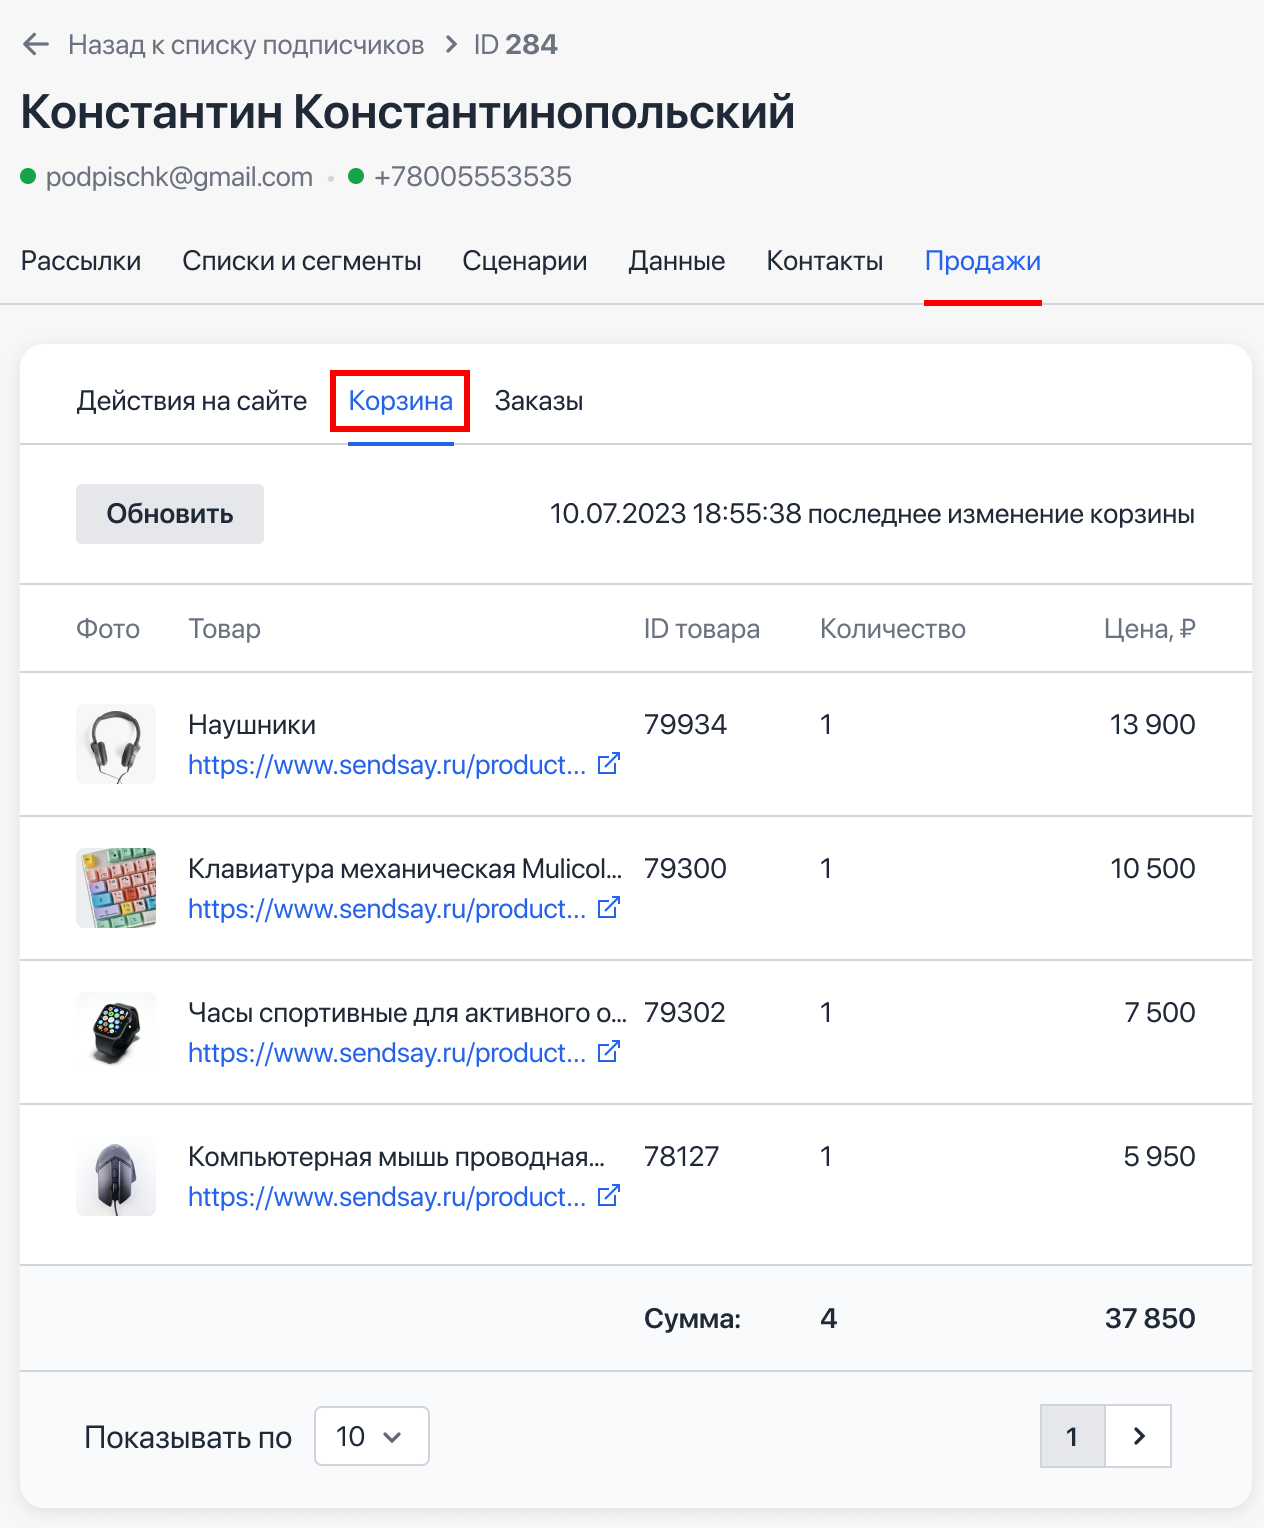 Назад к списку подписчиков > ID 284
Константин Константинопольский
podpischk@gmail.com • +78005553535
Рассылки Списки и сегменты Сценарии Данные Контакты Продажи
Действия на сайте Корзина Заказы
Обновить 10.07.2023 18:55:38 последнее изменение корзины
Фото Товар ID товара Количество Цена, ₽
Наушники 79934 1 13 900
https://www.sendsay.ru/product...
Клавиатура механическая Mulicol... 79300 1 10 500
https://www.sendsay.ru/product...
Часы спортивные для активного о... 79302 1 7 500
https://www.sendsay.ru/product...
Компьютерная мышь проводная... 78127 1 5 950
https://www.sendsay.ru/product...
Сумма: 4 37 850
Показывать по 10 1